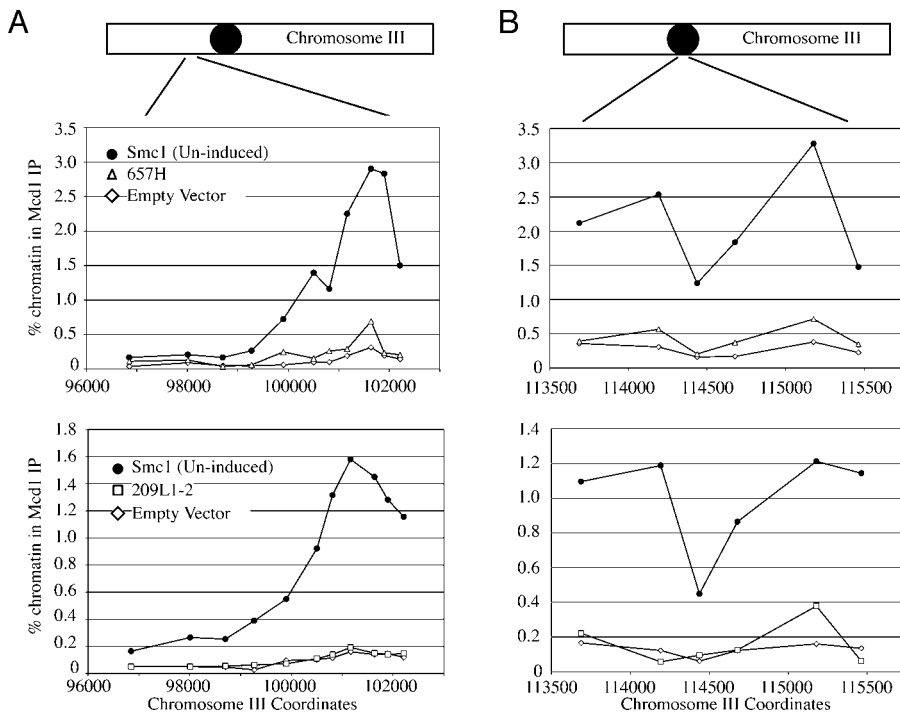 A
Chromosome III
B
Chromosome III
% chromatin in Mcd1 IP
3.5
3.0
2.5
2.0
1.5
1.0
0.5
0
Smc1 (Un-induced)
657H
Empty Vector
96000 98000 100000 102000
3.5
3.0
2.5
2.0
1.5
1.0
0.5
0
113500 114000 114500 115000 115500
% chromatin in Mcd1 IP
1.8
1.6
1.4
1.2
1.0
0.8
0.6
0.4
0.2
0
Smc1 (Un-induced)
209L1-2
Empty Vector
96000 98000 100000 102000
Chromosome III Coordinates
1.4
1.2
1.0
0.8
0.6
0.4
0.2
0
113500 114000 114500 115000 115500
Chromosome III Coordinates